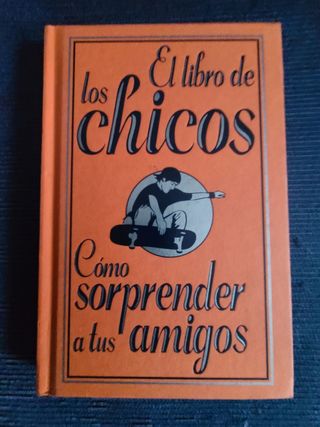 El libro de
los
chicos
Cómo
sorprender
a tus amigos